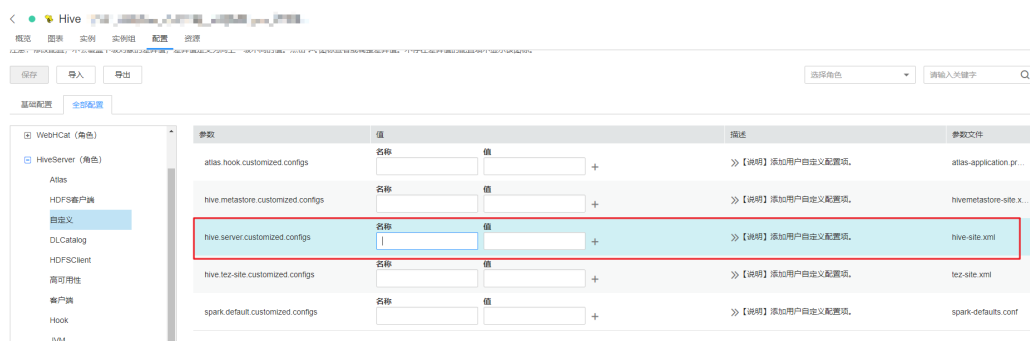 Hive
概览 图表 实例 实例组 配置 资源
保存 导入 导出 选择角色 请输入关键字
基础配置 全部配置
WebHCat（角色）
HiveServer（角色）
Atlas
HDFS客户端
自定义
DLCatalog
HDFSClient
高可用性
客户端
Hook
JVM
参数 值 描述 参数文件
名称 值
atlas.hook.customized.configs 【说明】添加用户自定义配置项。 atlas-application.pr...
名称 值
hive.metastore.customized.configs 【说明】添加用户自定义配置项。 hivemetastore-site.x...
名称 值
hive.server.customized.configs 【说明】添加用户自定义配置项。 hive-site.xml
名称 值
hive.tez-site.customized.configs 【说明】添加用户自定义配置项。 tez-site.xml
名称 值
spark.default.customized.configs 【说明】添加用户自定义配置项。 spark-defaults.conf